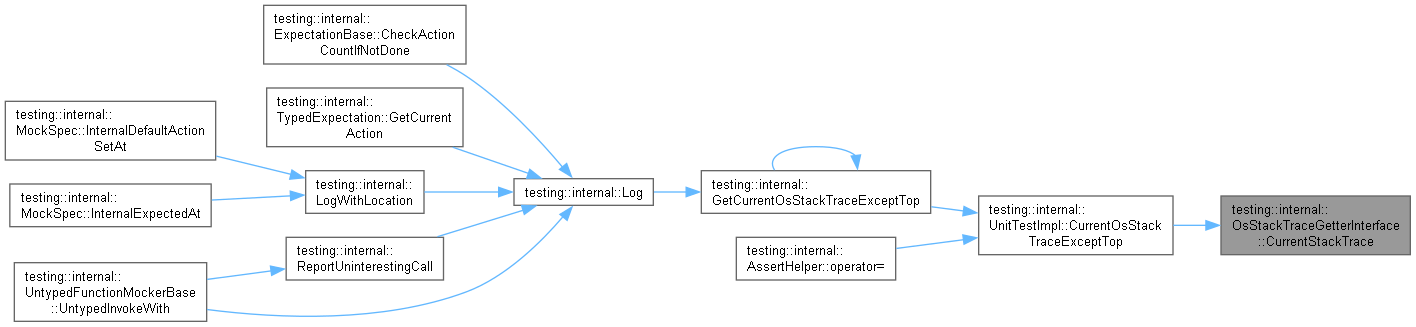 testing::internal::
ExpectationBase::CheckAction
CountIfNotDone
testing::internal::
TypedExpectation::GetCurrent
Action
testing::internal::
MockSpec::InternalDefaultAction
SetAt
testing::internal::
MockSpec::InternalExpectedAt
testing::internal::
LogWithLocation
testing::internal::Log
testing::internal::
ReportUninterestingCall
testing::internal::
UntypedFunctionMockerBase
::UntypedInvokeWith
testing::internal::
GetCurrentOsStackTraceExceptTop
testing::internal::
AssertHelper::operator=
testing::internal::
UnitTestImpl::CurrentOsStack
TraceExceptTop
testing::internal::
OsStackTraceGetterInterface
::CurrentStackTrace